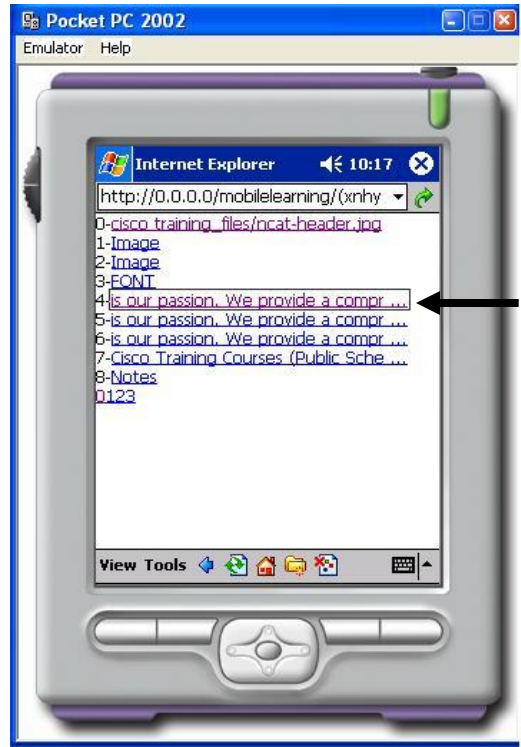 Pocket PC 2002
Emulator Help
Internet Explorer 10:17
http://0.0.0.0/mobilelearning/(xnhy
0-cisco training_files/ncat-header.jpg
1-Image
2-Image
3-FONT
4-is our passion. We provide a compr ...
5-is our passion. We provide a compr ...
6-is our passion. We provide a compr ...
7-Cisco Training Courses (Public Sche ...
8-Notes
0123
View Tools